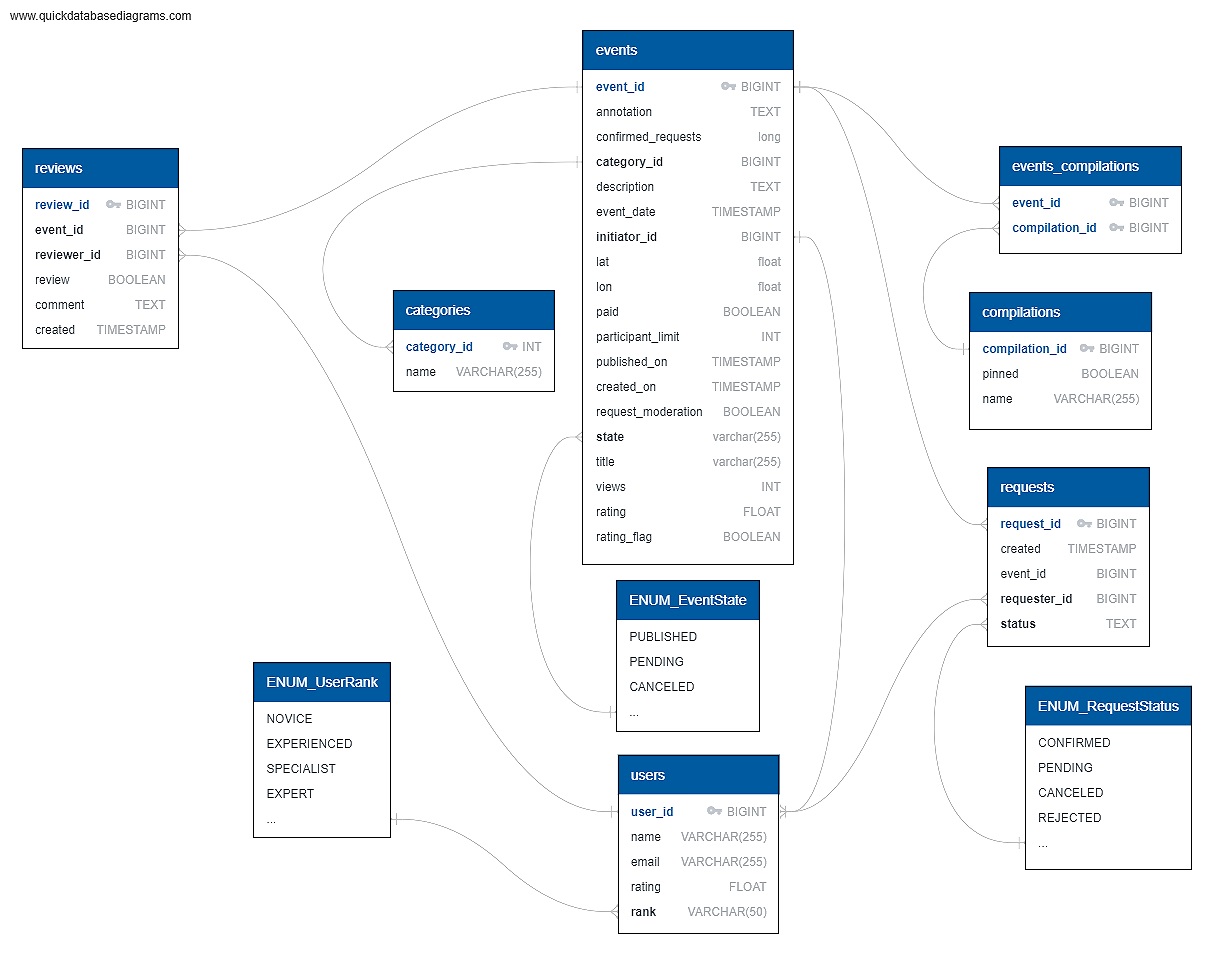 www.quickdatabasediagrams.com
events
event_id BIGINT
annotation TEXT
confirmed_requests long
category_id BIGINT
description TEXT
event_date TIMESTAMP
initiator_id BIGINT
lat float
lon float
paid BOOLEAN
participant_limit INT
published_on TIMESTAMP
created_on TIMESTAMP
request_moderation BOOLEAN
state varchar(255)
title varchar(255)
views INT
rating FLOAT
rating_flag BOOLEAN
reviews
review_id BIGINT
event_id BIGINT
reviewer_id BIGINT
review BOOLEAN
comment TEXT
created TIMESTAMP
events_compilations
event_id BIGINT
compilation_id BIGINT
categories
category_id INT
name VARCHAR(255)
compilations
compilation_id BIGINT
pinned BOOLEAN
name VARCHAR(255)
requests
request_id BIGINT
created TIMESTAMP
event_id BIGINT
requester_id BIGINT
status TEXT
ENUM_EventState
PUBLISHED
PENDING
CANCELED
...
ENUM_UserRank
NOVICE
EXPERIENCED
SPECIALIST
EXPERT
...
ENUM_RequestStatus
CONFIRMED
PENDING
CANCELED
REJECTED
...
users
user_id BIGINT
name VARCHAR(255)
email VARCHAR(255)
rating FLOAT
rank VARCHAR(50)